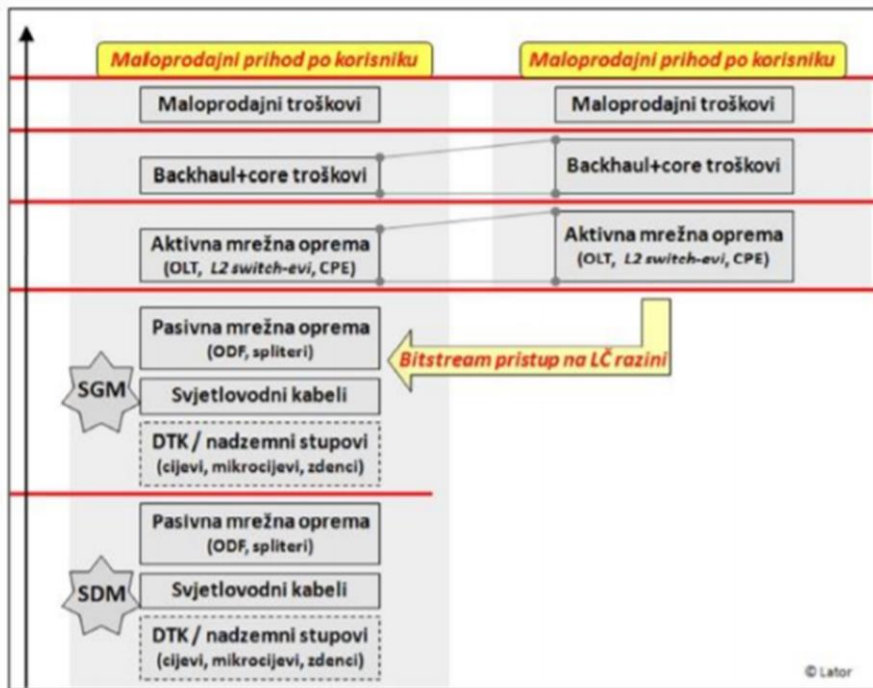 Maloprodajni prihod po korisniku
Maloprodajni troškovi
Backhaul+core troškovi
Aktivna mrežna oprema
(OLT, L2 switch-evi, CPE)
Pasivna mrežna oprema
(ODF, spliteri)
SGM
Svjetlovodni kabeli
DTK / nadzemni stupovi
(cijevi, mikrocijevi, zdenci)
Pasivna mrežna oprema
(ODF, spliteri)
SDM
Svjetlovodni kabeli
DTK / nadzemni stupovi
(cijevi, mikrocijevi, zdenci)
Maloprodajni prihod po korisniku
Maloprodajni troškovi
Backhaul+core troškovi
Aktivna mrežna oprema
(OLT, L2 switch-evi, CPE)
Bitstream pristup na LČ razini
© Lator